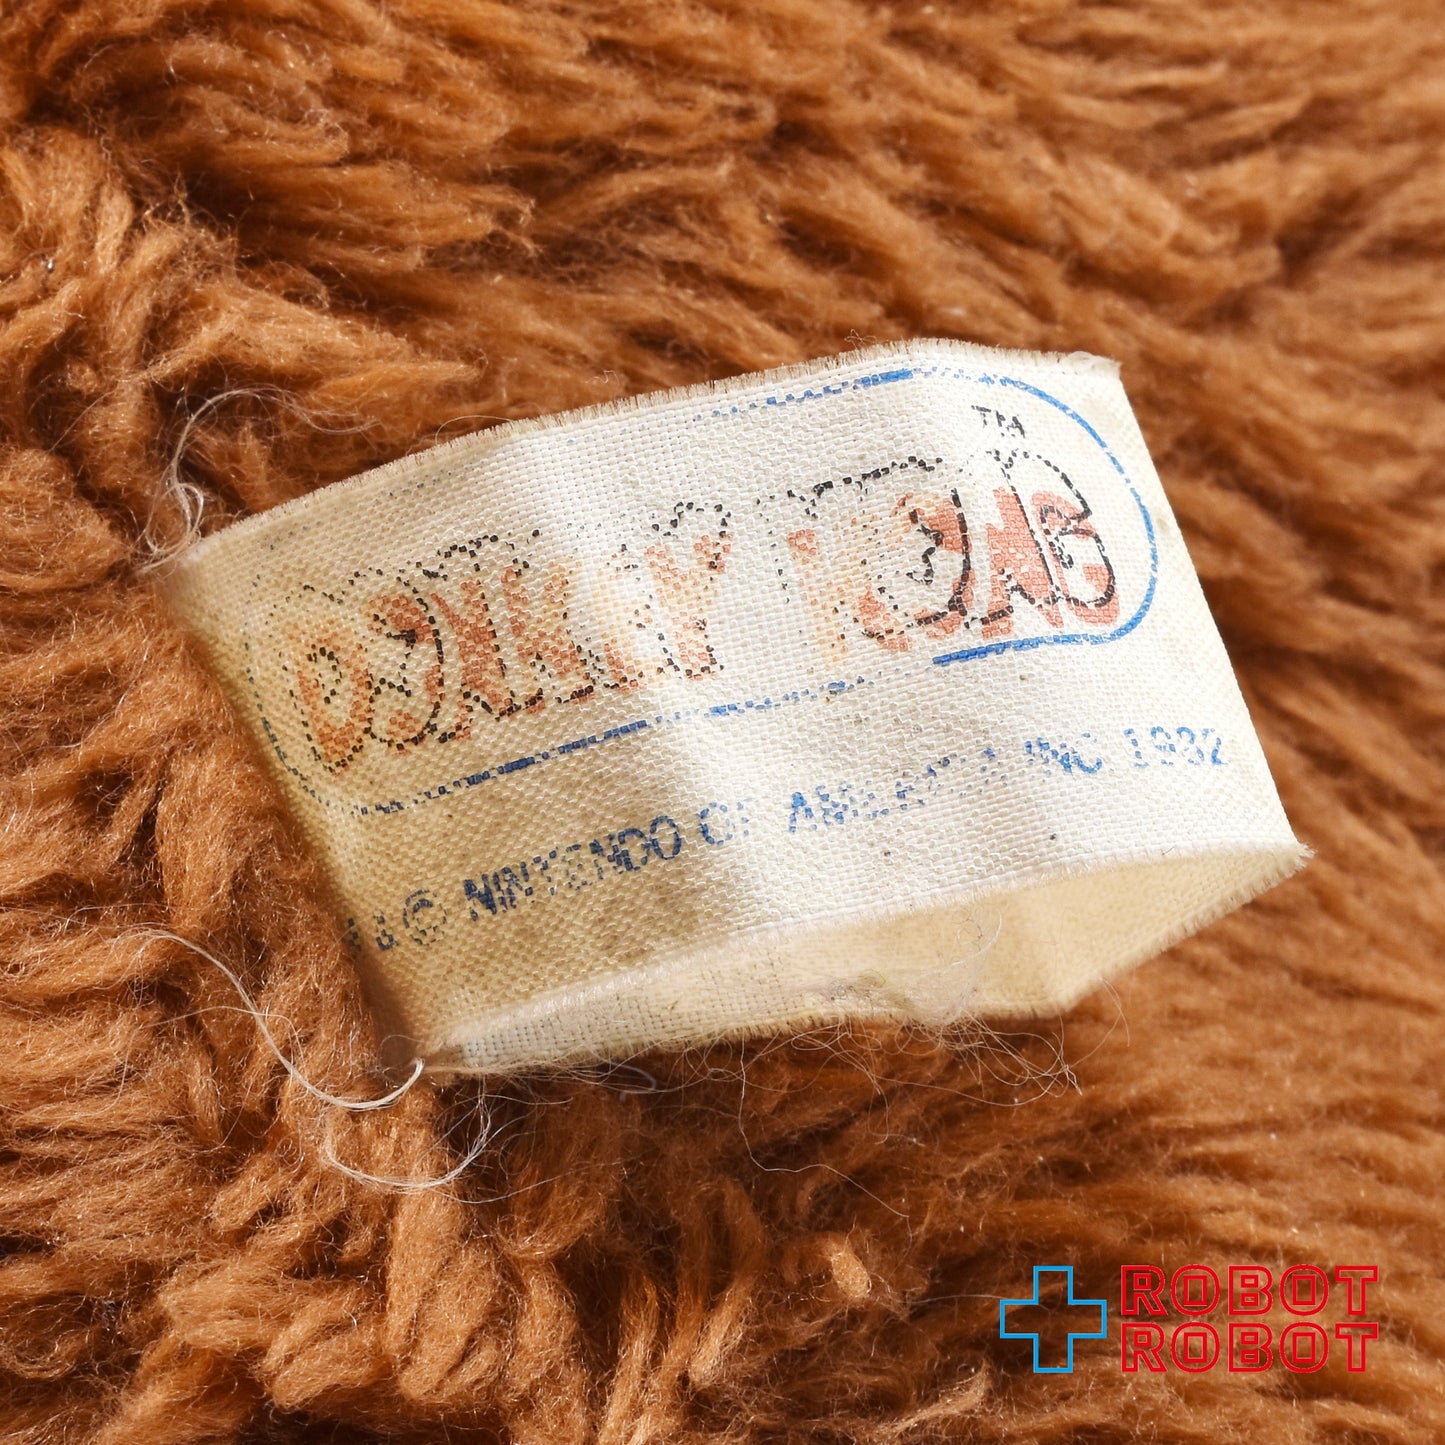 DONKEY KONG TM
& © NINTENDO OF AMERICA INC 1982
ROBOT
ROBOT